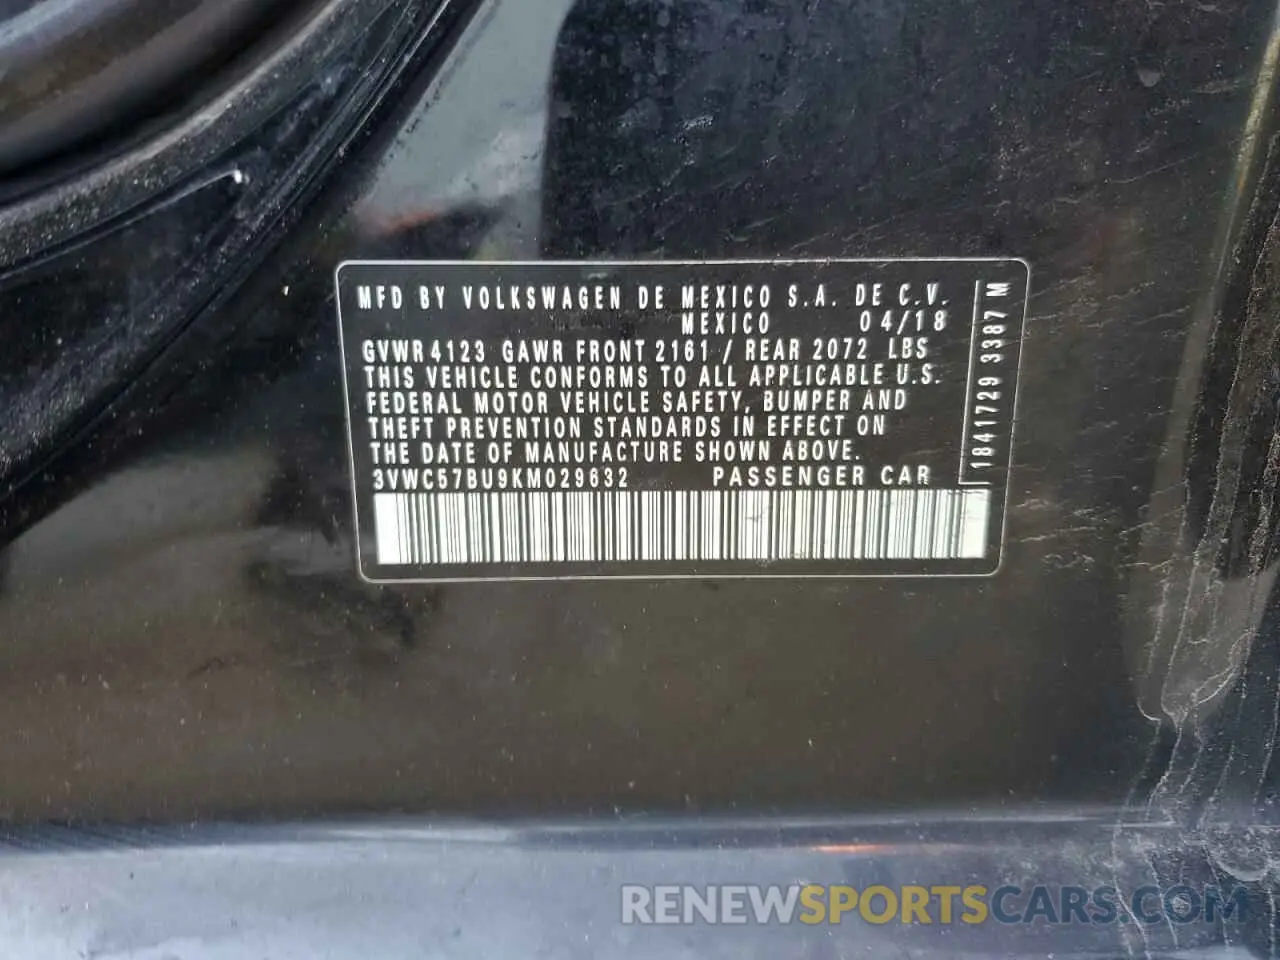 MFD BY VOLKSWAGEN DE MEXICO S.A. DE C.V.
MEXICO 04/18
GVWR 4123 GAWR FRONT 2161 / REAR 2072 LBS
THIS VEHICLE CONFORMS TO ALL APPLICABLE U.S.
FEDERAL MOTOR VEHICLE SAFETY, BUMPER AND
THEFT PREVENTION STANDARDS IN EFFECT ON
THE DATE OF MANUFACTURE SHOWN ABOVE.
3VWC57BU9KM029632 PASSENGER CAR
1841729 3387 M
RENEWSPORTSCARS.COM